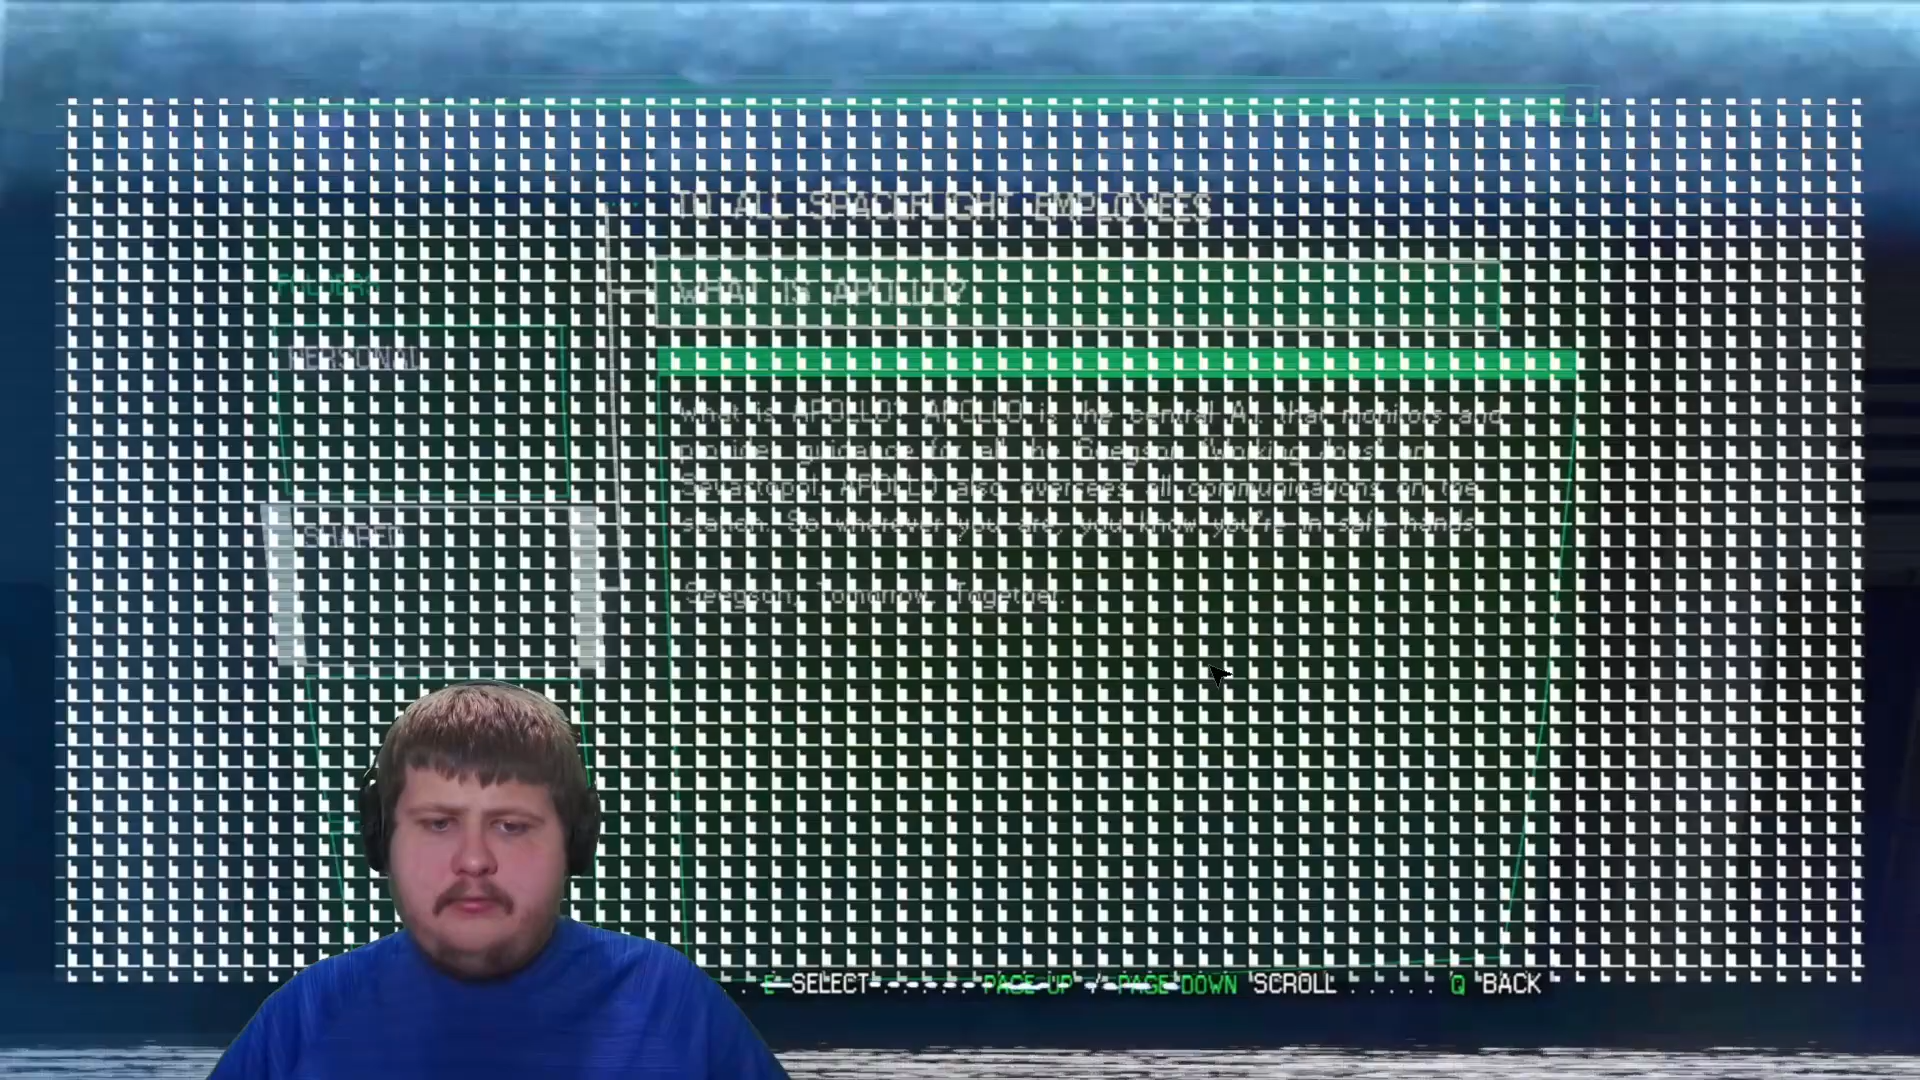 TO ALL SPACEFLIGHT EMPLOYEES
FOLDERS
WHAT IS APOLLO?
PERSONAL
What is APOLLO? APOLLO is the central A.I. that monitors and
provides guidance for all the Seegson 'Working Joes' on
Sevastopol. APOLLO also oversees all communications on the
station. So wherever you are, you know you're in safe hands.
SHARED
Seegson, Tomorrow, Together.
E SELECT . . . . . PAGE UP / PAGE DOWN SCROLL . . . . . Q BACK